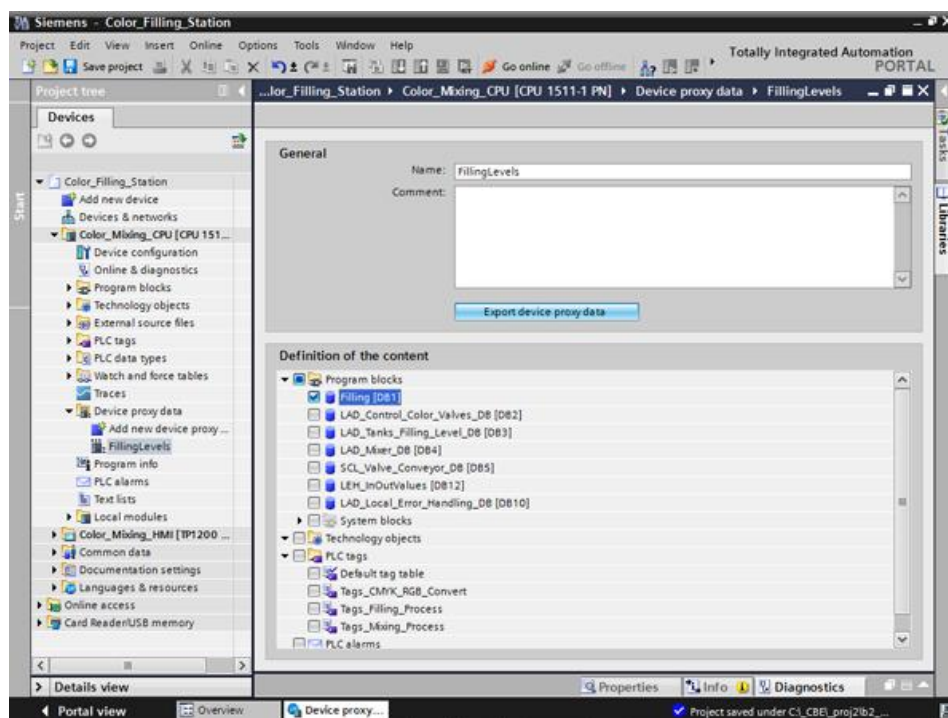 Siemens - Color_Filling_Station
Project Edit View Insert Online Options Tools Window Help
Totally Integrated Automation
PORTAL
Save project
Go online
Go offline
Project tree
...lor_Filling_Station Color_Mixing_CPU [CPU 1511-1 PN] Device proxy data FillingLevels
Devices
Start
Color_Filling_Station
Add new device
Devices & networks
Color_Mixing_CPU [CPU 151...
Device configuration
Online & diagnostics
Program blocks
Technology objects
External source files
PLC tags
PLC data types
Watch and force tables
Traces
Device proxy data
Add new device proxy ...
FillingLevels
Program info
PLC alarms
Text lists
Local modules
Color_Mixing_HMI [TP1200 ...
Common data
Documentation settings
Languages & resources
Online access
Card Reader/USB memory
General
Name: FillingLevels
Comment:
Export device proxy data
Definition of the content
Program blocks
Filling [DB1]
LAD_Control_Color_Valves_DB [DB2]
LAD_Tanks_Filling_Level_DB [DB3]
LAD_Mixer_DB [DB4]
SCL_Valve_Conveyor_DB [DB5]
LEH_InOutValues [DB12]
LAD_Local_Error_Handling_DB [DB10]
System blocks
Technology objects
PLC tags
Default tag table
Tags_CMYK_RGB_Convert
Tags_Filling_Process
Tags_Mixing_Process
PLC alarms
Tasks
Libraries
Details view
Properties
Info
Diagnostics
Portal view
Overview
Device proxy...
Project saved under C:\_CBE\_proj2\b2_...